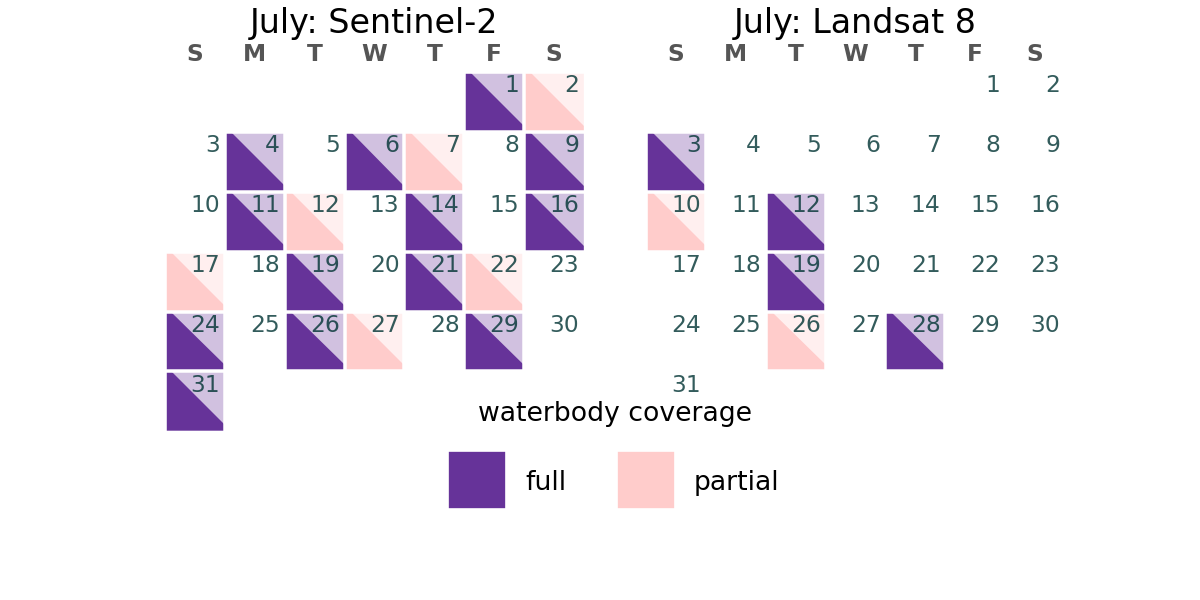 July: Sentinel-2
S M T W T F S
1 2
3 4 5 6 7 8 9
10 11 12 13 14 15 16
17 18 19 20 21 22 23
24 25 26 27 28 29 30
31
July: Landsat 8
S M T W T F S
1 2
3 4 5 6 7 8 9
10 11 12 13 14 15 16
17 18 19 20 21 22 23
24 25 26 27 28 29 30
31
waterbody coverage
full partial